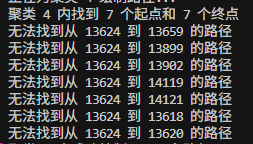 聚类 4 内找到 7 个起点和 7 个终点
无法找到从 13624 到 13659 的路径
无法找到从 13624 到 13899 的路径
无法找到从 13624 到 13902 的路径
无法找到从 13624 到 14119 的路径
无法找到从 13624 到 14121 的路径
无法找到从 13624 到 13618 的路径
无法找到从 13624 到 13620 的路径